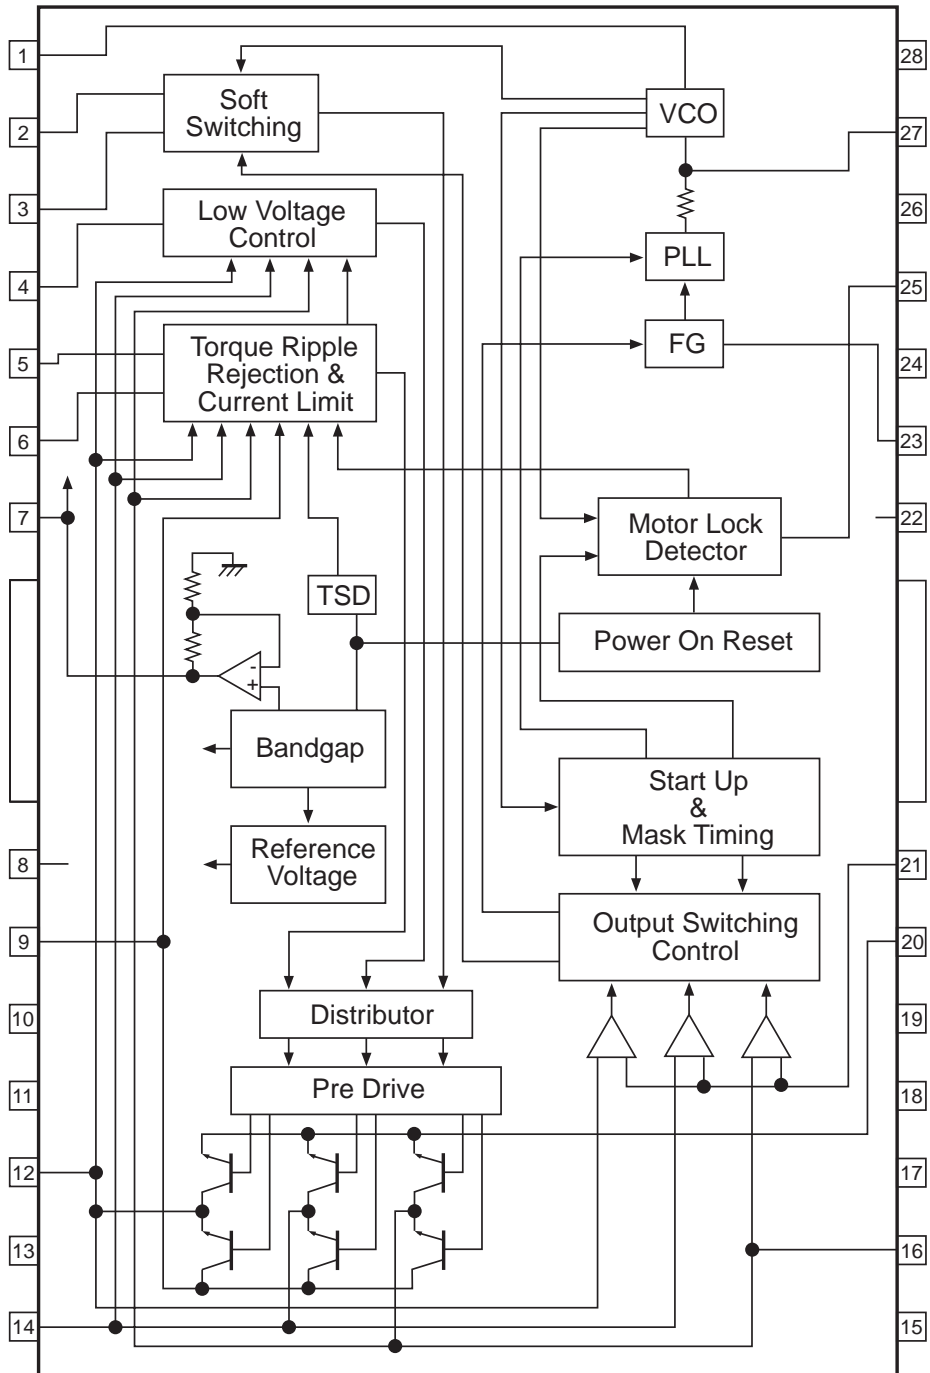 1
28
Soft
Switching
VCO
2
27
3
26
Low Voltage
Control
PLL
4
25
Torque Ripple
Rejection &
Current Limit
FG
5
24
6
23
7
22
Motor Lock
Detector
TSD
Power On Reset
-
+
Bandgap
Start Up
&
Mask Timing
Reference
Voltage
8
21
Output Switching
Control
9
20
Distributor
10
19
Pre Drive
11
18
12
17
13
16
14
15